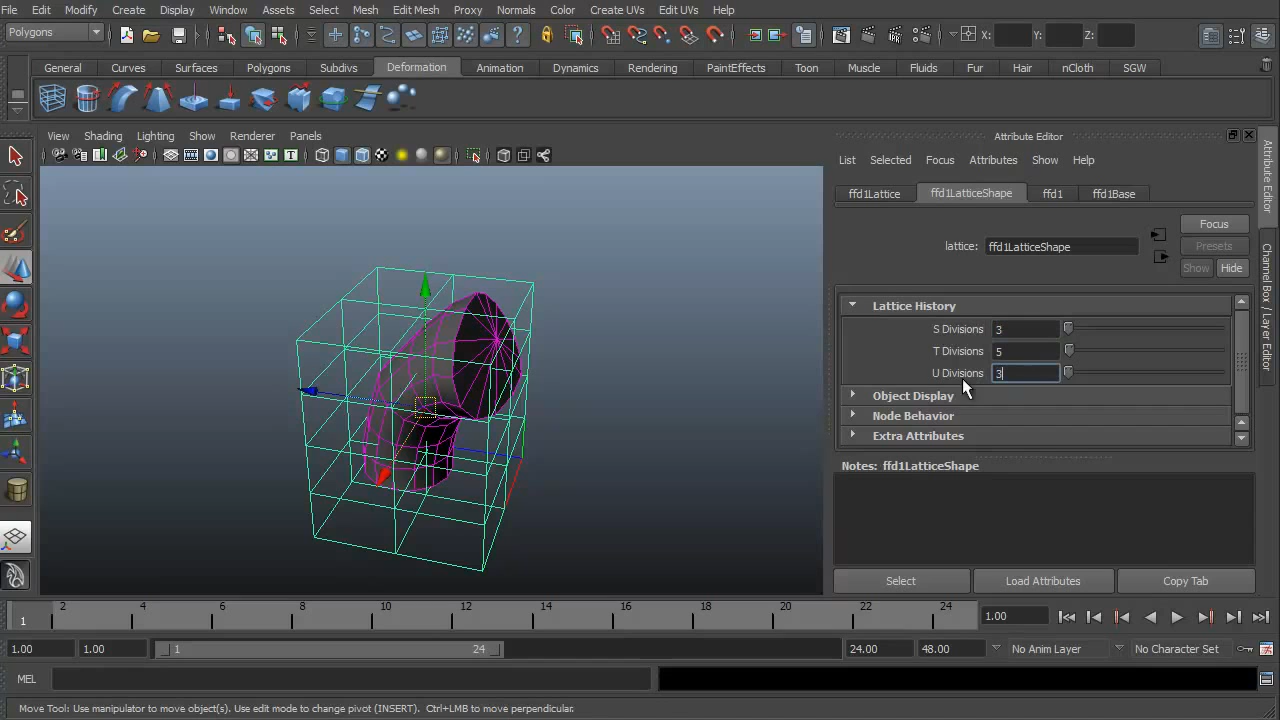 File Edit Modify Create Display Window Assets Select Mesh Edit Mesh Proxy Normals Color Create UVs Edit UVs Help
Polygons X: Y: Z:
General Curves Surfaces Polygons Subdivs Deformation Animation Dynamics Rendering PaintEffects Toon Muscle Fluids Fur Hair nCloth SGW
View Shading Lighting Show Renderer Panels
Attribute Editor
List Selected Focus Attributes Show Help
ffd1Lattice ffd1LatticeShape ffd1 ffd1Base
Focus
lattice: ffd1LatticeShape Presets
Show Hide
Lattice History
S Divisions 3
T Divisions 5
U Divisions 3
Object Display
Node Behavior
Extra Attributes
Notes: ffd1LatticeShape
Select Load Attributes Copy Tab
Attribute Editor
Channel Box / Layer Editor
1 2 4 6 8 10 12 14 16 18 20 22 24 1.00
1.00 1.00 1 24 24.00 48.00 No Anim Layer No Character Set
MEL
Move Tool: Use manipulator to move object(s). Use edit mode to change pivot (INSERT). Ctrl+LMB to move perpendicular.